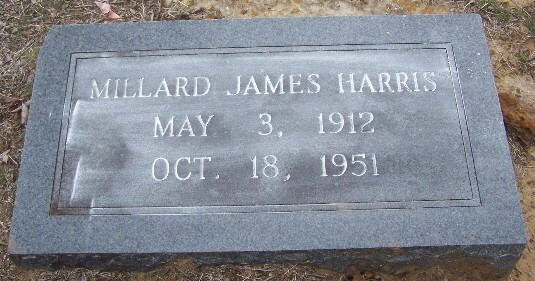 MILLARD JAMES HARRIS
MAY 3, 1912
OCT. 18, 1951